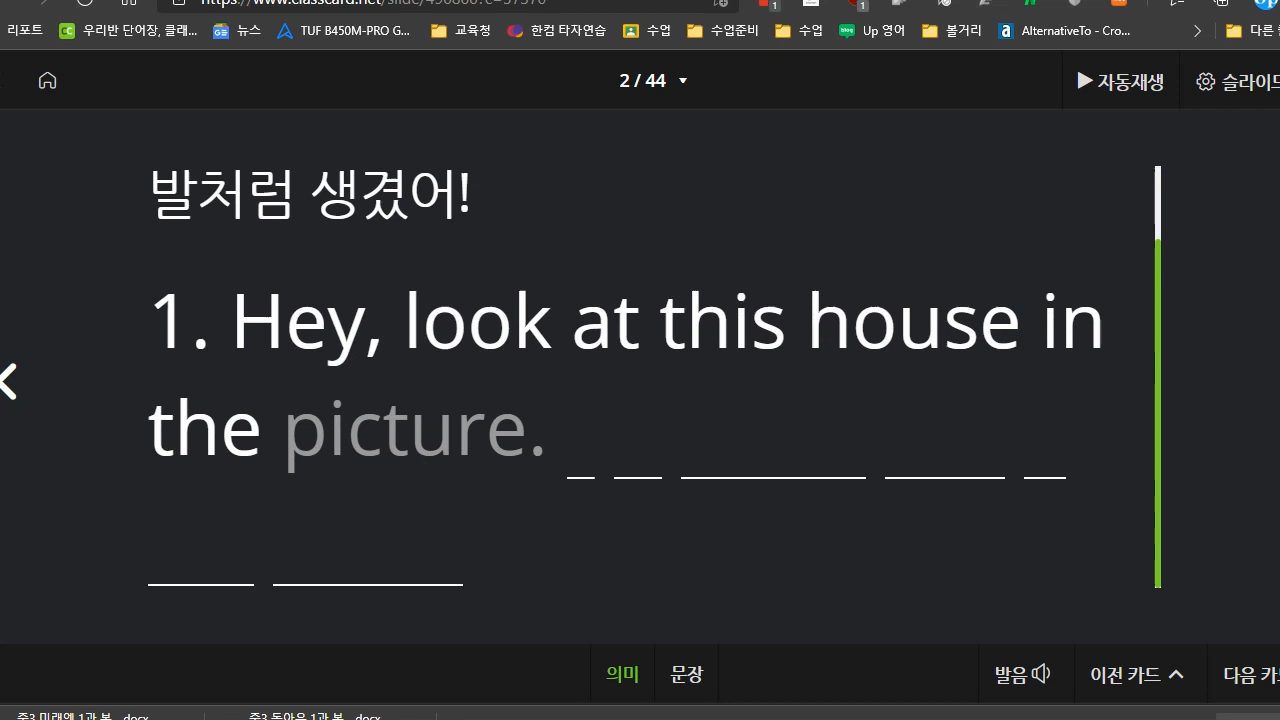 리포트 우리반 단어장, 클래... 뉴스 TUF B450M-PRO G... 교육청 한컴 타자연습 수업 수업준비 수업 Up 영어 볼거리 AlternativeTo - Cro... 다른
2 / 44 자동재생 슬라이드
발처럼 생겼어!
1. Hey, look at this house in
the picture.
의미 문장 발음 이전 카드 다음 카드